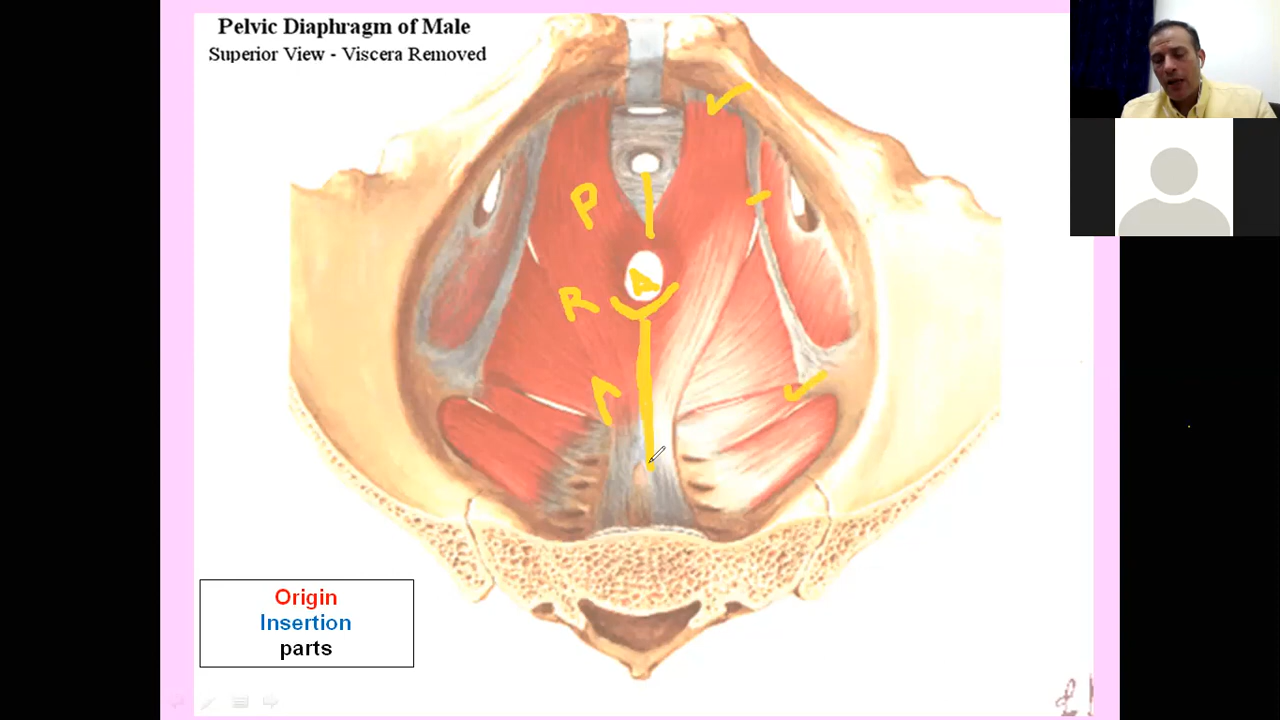 Pelvic Diaphragm of Male
Superior View - Viscera Removed
P
A
R
Origin
Insertion
parts